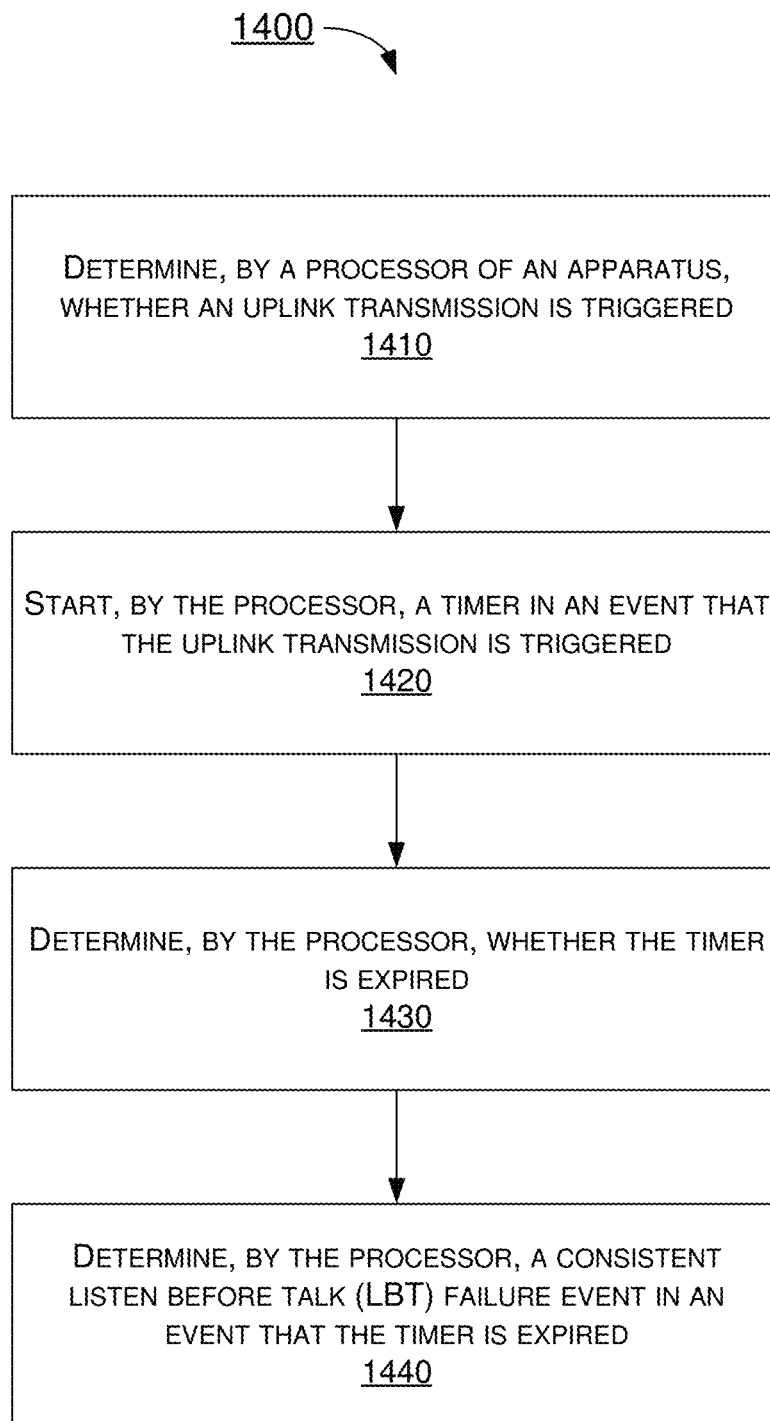 1400
DETERMINE, BY A PROCESSOR OF AN APPARATUS,
WHETHER AN UPLINK TRANSMISSION IS TRIGGERED
1410
START, BY THE PROCESSOR, A TIMER IN AN EVENT THAT
THE UPLINK TRANSMISSION IS TRIGGERED
1420
DETERMINE, BY THE PROCESSOR, WHETHER THE TIMER
IS EXPIRED
1430
DETERMINE, BY THE PROCESSOR, A CONSISTENT
LISTEN BEFORE TALK (LBT) FAILURE EVENT IN AN
EVENT THAT THE TIMER IS EXPIRED
1440